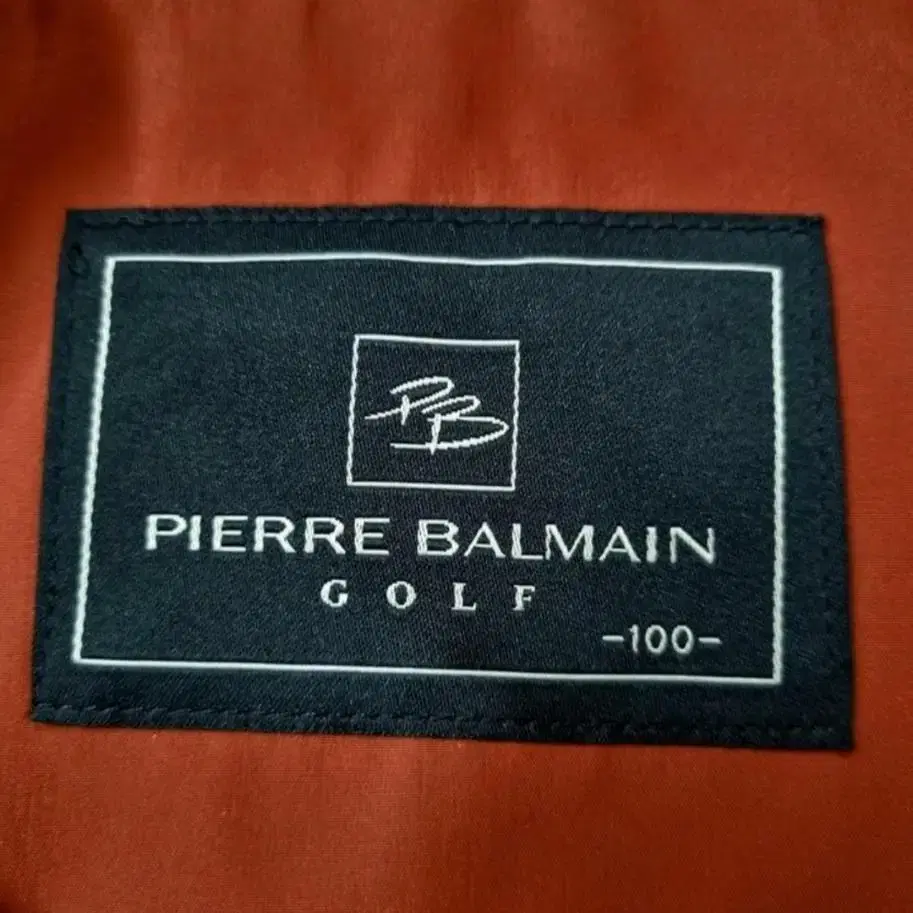 PB
PIERRE BALMAIN
GOLF
-100-